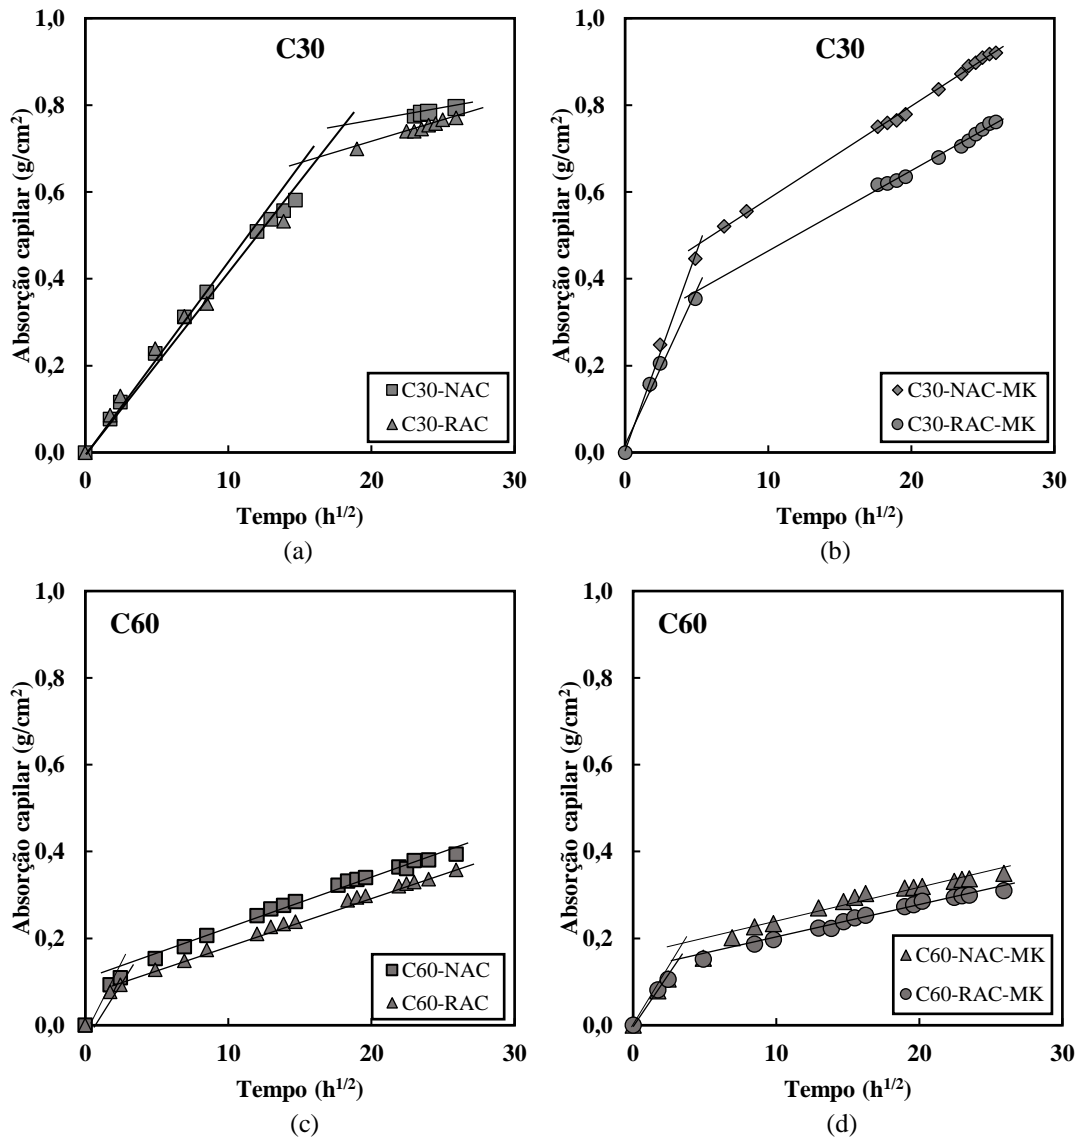 C30
1,0
0,8
0,6
0,4
0,2
0,0
Absorção capilar (g/cm²)
0 10 20 30
Tempo (h^1/2)
C30-NAC
C30-RAC
(a)
C30
1,0
0,8
0,6
0,4
0,2
0,0
Absorção capilar (g/cm²)
0 10 20 30
Tempo (h^1/2)
C30-NAC-MK
C30-RAC-MK
(b)
C60
1,0
0,8
0,6
0,4
0,2
0,0
Absorção capilar (g/cm²)
0 10 20 30
Tempo (h^1/2)
C60-NAC
C60-RAC
(c)
C60
1,0
0,8
0,6
0,4
0,2
0,0
Absorção capilar (g/cm²)
0 10 20 30
Tempo (h^1/2)
C60-NAC-MK
C60-RAC-MK
(d)